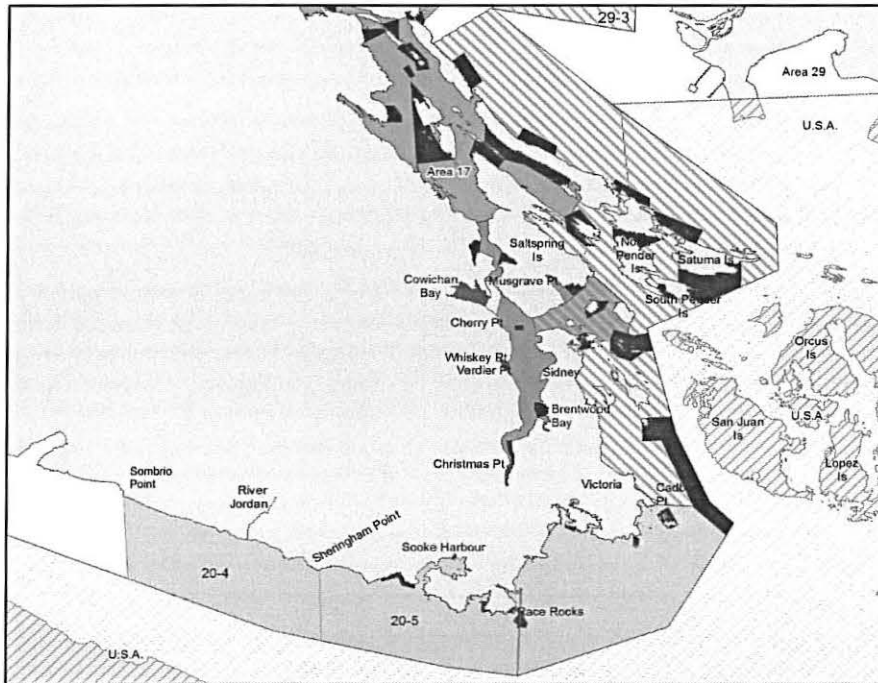 29-3
Area 29
U.S.A.
Area 17
Saltspring
Is
North
Pender
Is
Saturna Is
Cowichan
Bay
Musgrave Pt
South Pender
Is
Cherry Pt
Orcus
Is
Whiskey Pt
Verdier Pt
Sidney
Brentwood
Bay
San Juan
Is
U.S.A.
Lopez
Is
Christmas Pt
Sombrio
Point
River
Jordan
Victoria
Pt
Sheringham Point
Sooke Harbour
20-4
20-5
Race Rocks
U.S.A.